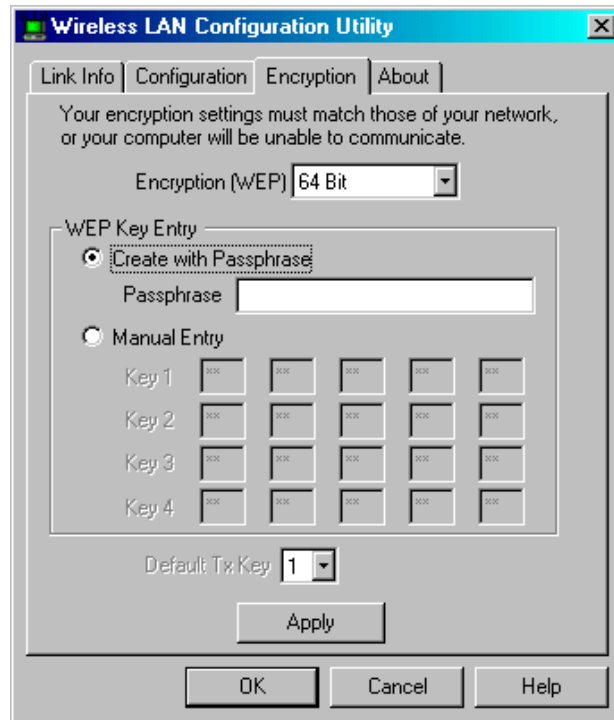 Wireless LAN Configuration Utility
Link Info Configuration Encryption About
Your encryption settings must match those of your network,
or your computer will be unable to communicate.
Encryption (WEP) 64 Bit
WEP Key Entry
Create with Passphrase
Passphrase
Manual Entry
Key 1 ** ** ** ** **
Key 2 ** ** ** ** **
Key 3 ** ** ** ** **
Key 4 ** ** ** ** **
Default Tx Key 1
Apply
OK Cancel Help